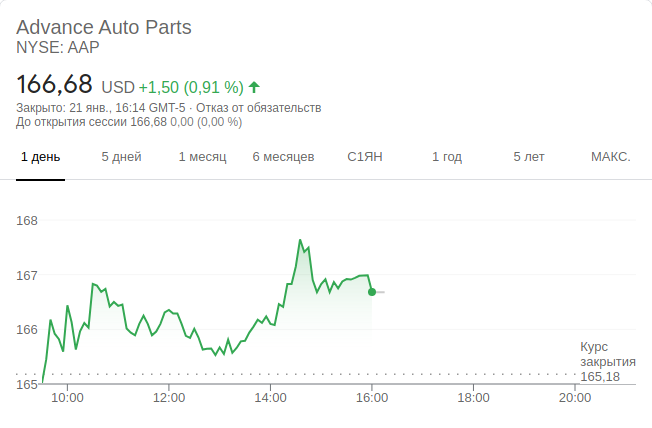 Advance Auto Parts
NYSE: AAP
166,68 USD +1,50 (0,91 %)
Закрыто: 21 янв., 16:14 GMT-5 · Отказ от обязательств
До открытия сессии 166,68 0,00 (0,00 %)
1 день 5 дней 1 месяц 6 месяцев С1ЯН 1 год 5 лет МАКС.
168
167
166
Курс
закрытия
165,18
165
10:00 12:00 14:00 16:00 18:00 20:00